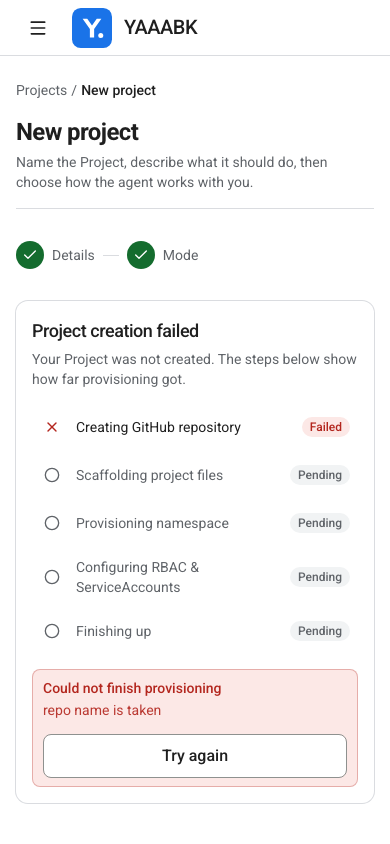 Y.
YAAABK
Projects / New project
New project
Name the Project, describe what it should do, then
choose how the agent works with you.
Details
Mode
Project creation failed
Your Project was not created. The steps below show
how far provisioning got.
Creating GitHub repository
Failed
Scaffolding project files
Pending
Provisioning namespace
Pending
Configuring RBAC &
ServiceAccounts
Pending
Finishing up
Pending
Could not finish provisioning
repo name is taken
Try again